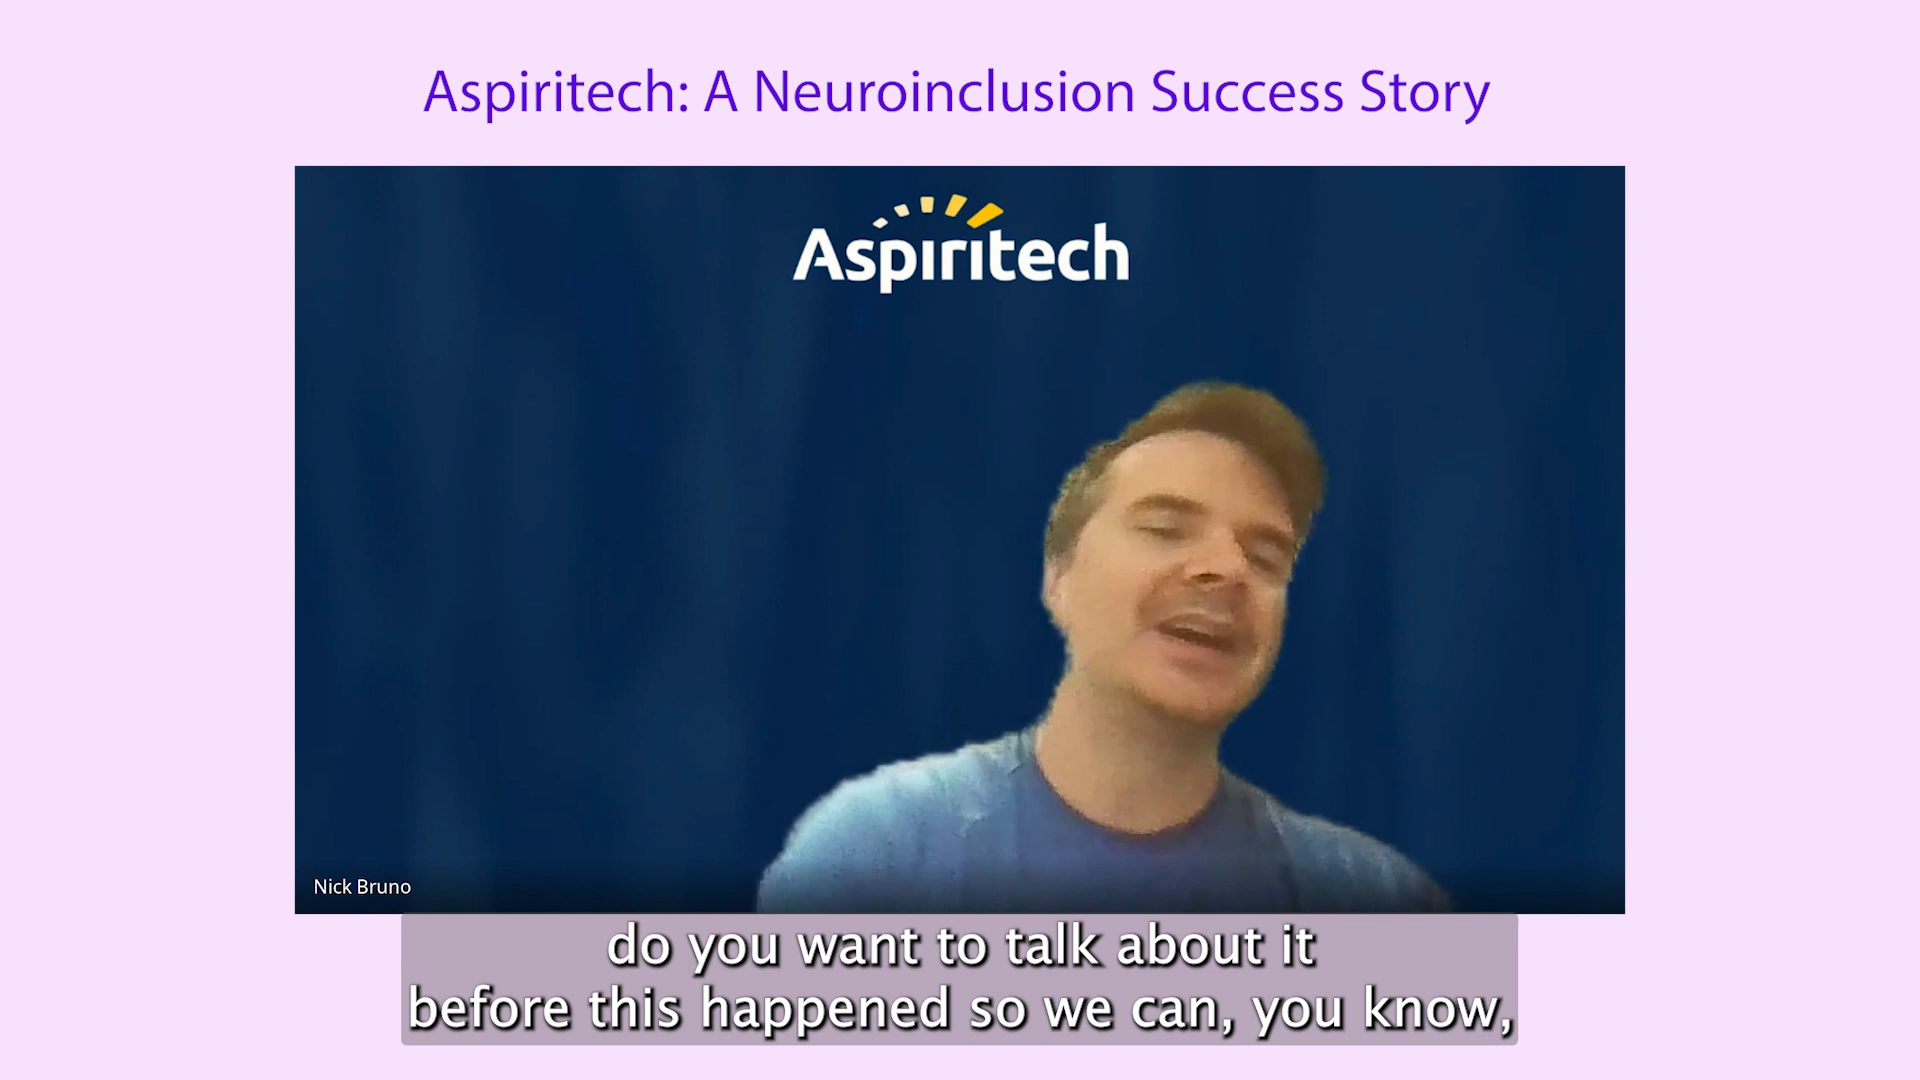 Aspiritech: A Neuroinclusion Success Story
Aspiritech
Nick Bruno
do you want to talk about it
before this happened so we can, you know,